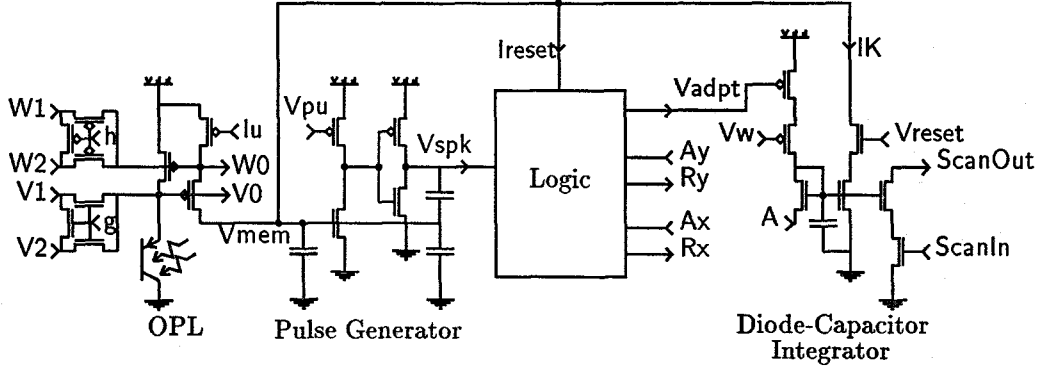 Ireset
IK
Vadpt
W1
h
Iu
Vpu
Vw
Vreset
W2
W0
Vspk
Logic
Ay
ScanOut
V1
V0
Ry
g
A
V2
Vmem
Ax
Rx
ScanIn
OPL
Pulse Generator
Diode-Capacitor
Integrator